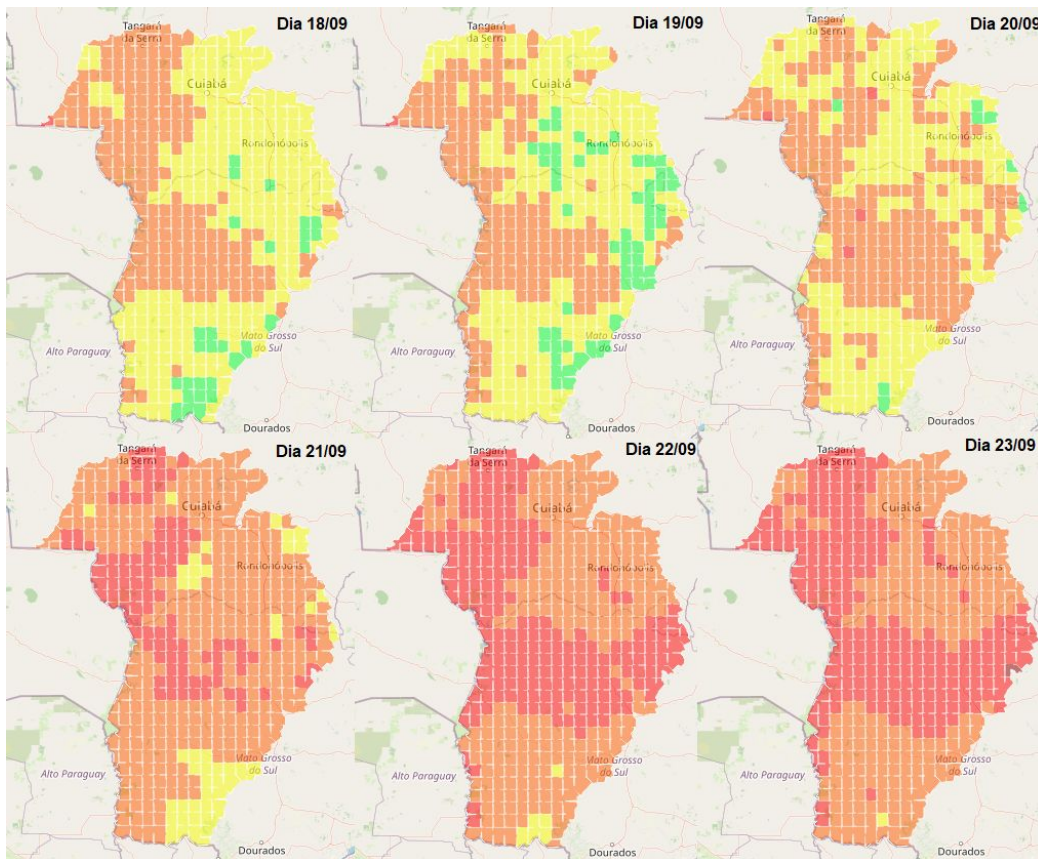 Tangará
da Serra
Dia 18/09
Cuiabá
Rondonópolis
Alto Paraguay
Mato Grosso
do Sul
Dourados
Tangará
da Serra
Dia 19/09
Cuiabá
Rondonópolis
Alto Paraguay
Mato Grosso
do Sul
Dourados
Tangará
da Serra
Dia 20/09
Cuiabá
Rondonópolis
Alto Paraguay
Mato Grosso
do Sul
Dourados
Tangará
da Serra
Dia 21/09
Cuiabá
Rondonópolis
Alto Paraguay
Mato Grosso
do Sul
Dourados
Tangará
da Serra
Dia 22/09
Cuiabá
Rondonópolis
Alto Paraguay
Mato Grosso
do Sul
Dourados
Tangará
da Serra
Dia 23/09
Cuiabá
Rondonópolis
Alto Paraguay
Mato Grosso
do Sul
Dourados